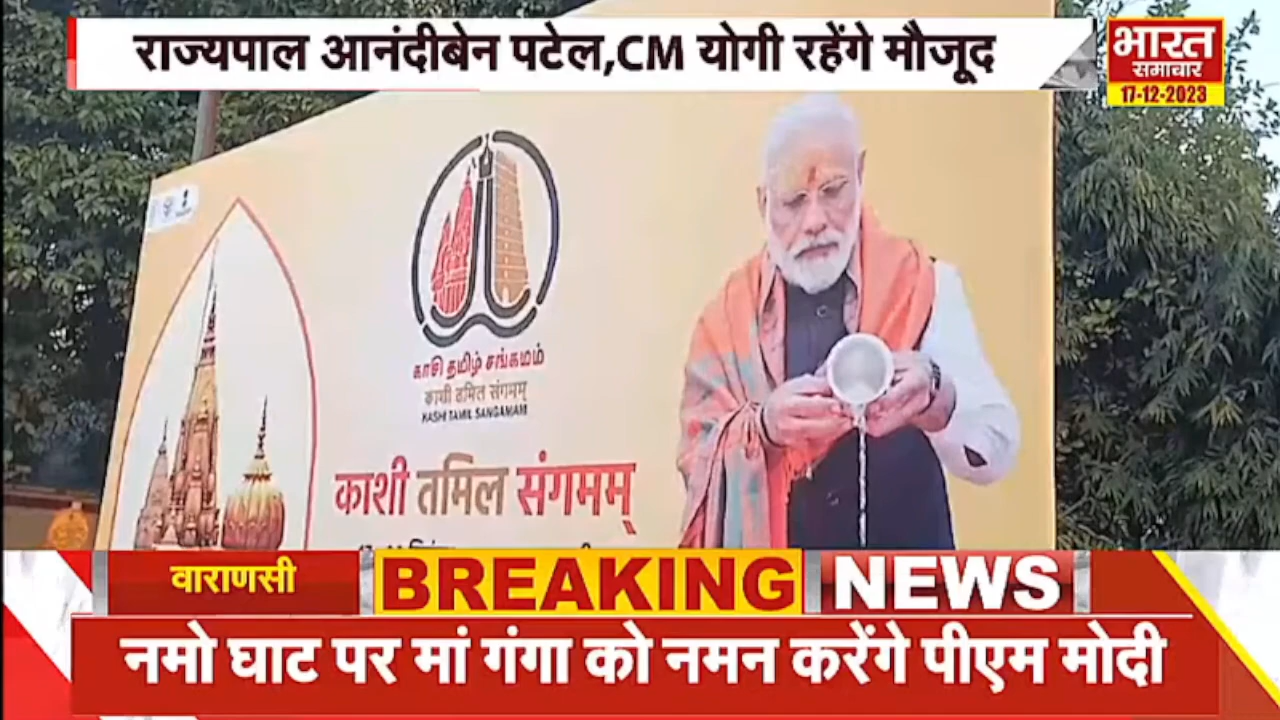 राज्यपाल आनंदीबेन पटेल,CM योगी रहेंगे मौजूद
भारत
समाचार
17-12-2023
காசி தமிழ் சங்கமம்
काशी तमिल संगमम्
KASHI TAMIL SANGAMAM
काशी तमिल संगमम्
वाराणसी
BREAKING NEWS
नमो घाट पर मां गंगा को नमन करेंगे पीएम मोदी